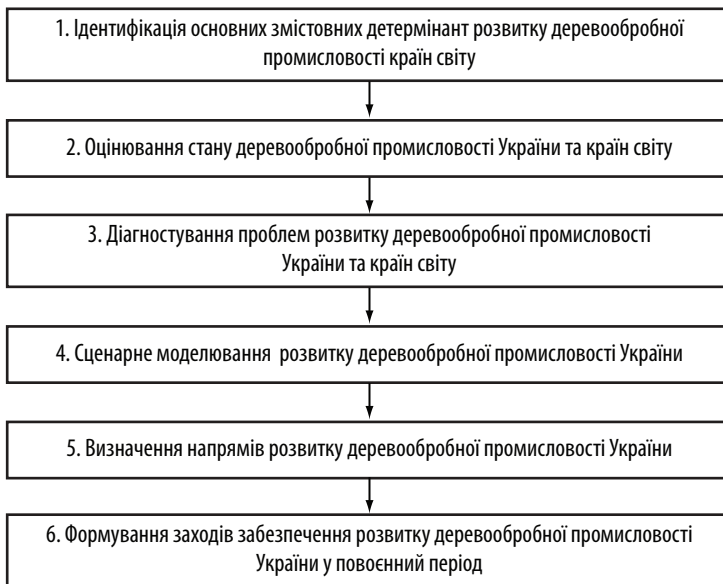 1. Ідентифікація основних змістовних детермінант розвитку деревообробної
промисловості країн світу
2. Оцінювання стану деревообробної промисловості України та країн світу
3. Діагностування проблем розвитку деревообробної промисловості
України та країн світу
4. Сценарне моделювання розвитку деревообробної промисловості України
5. Визначення напрямів розвитку деревообробної промисловості України
6. Формування заходів забезпечення розвитку деревообробної промисловості
України у повоєнний період